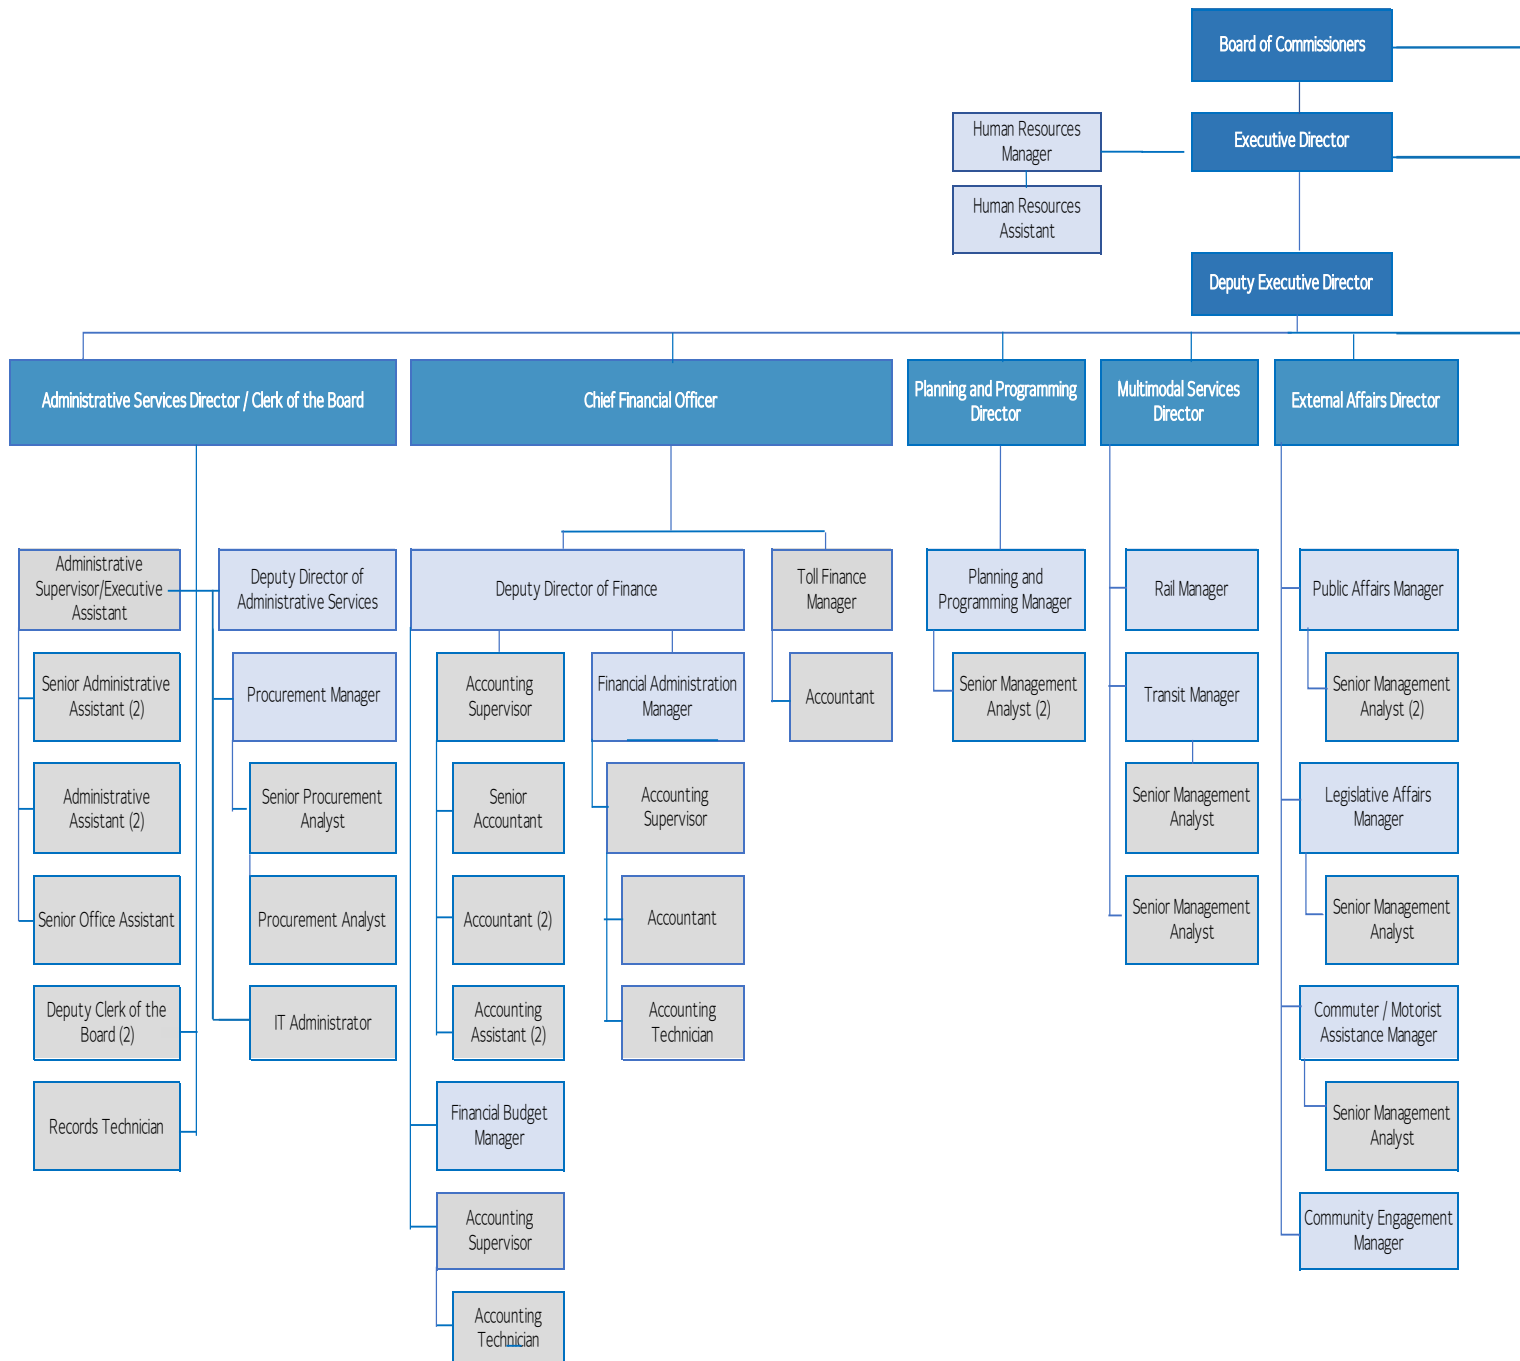 Board of Commissioners
Human Resources
Manager
Executive Director
Human Resources
Assistant
Deputy Executive Director
Administrative Services Director / Clerk of the Board
Chief Financial Officer
Planning and Programming
Director
Multimodal Services
Director
External Affairs Director
Administrative
Supervisor/Executive
Assistant
Deputy Director of
Administrative Services
Deputy Director of Finance
Toll Finance
Manager
Planning and
Programming Manager
Rail Manager
Public Affairs Manager
Senior Administrative
Assistant (2)
Procurement Manager
Accounting
Supervisor
Financial Administration
Manager
Accountant
Senior Management
Analyst (2)
Transit Manager
Senior Management
Analyst (2)
Administrative
Assistant (2)
Senior Procurement
Analyst
Senior
Accountant
Accounting
Supervisor
Senior Management
Analyst
Legislative Affairs
Manager
Senior Office Assistant
Procurement Analyst
Accountant (2)
Accountant
Senior Management
Analyst
Senior Management
Analyst
Deputy Clerk of the
Board (2)
IT Administrator
Accounting
Assistant (2)
Accounting
Technician
Commuter / Motorist
Assistance Manager
Records Technician
Financial Budget
Manager
Senior Management
Analyst
Accounting
Supervisor
Community Engagement
Manager
Accounting
Technician